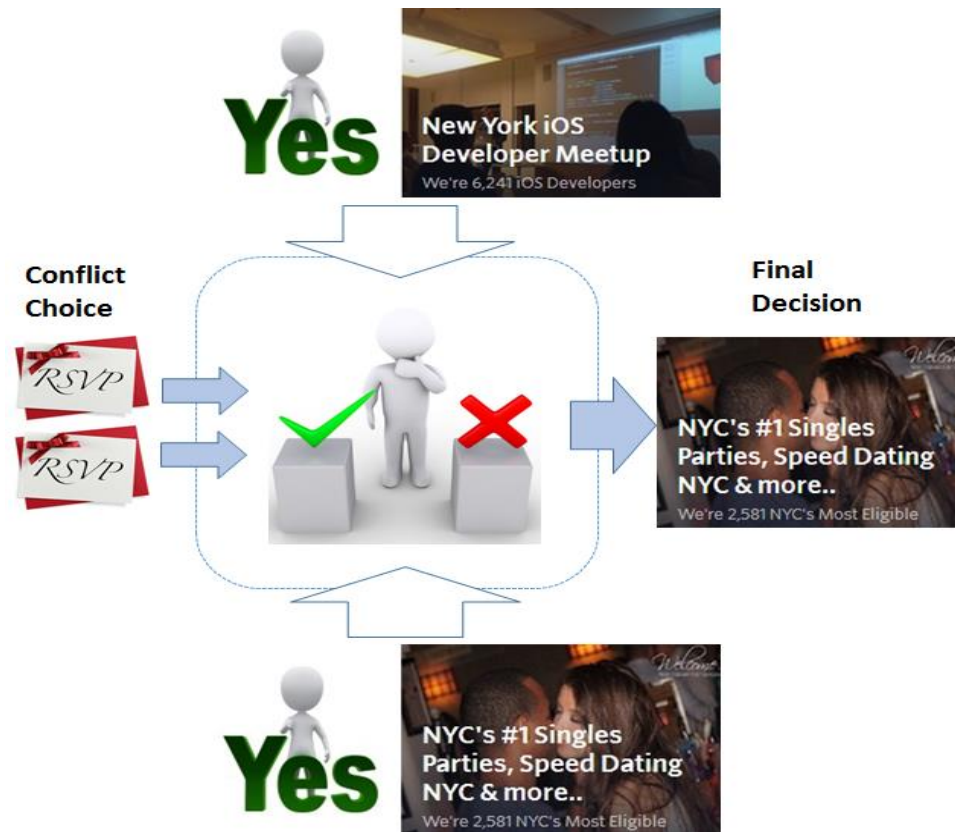 Yes
New York iOS
Developer Meetup
We're 6,241 iOS Developers
Conflict
Choice
RSVP
RSVP
Final
Decision
Welcome
NYC's #1 Singles
Parties, Speed Dating
NYC & more..
We're 2,581 NYC's Most Eligible
Yes
Welcome
NYC's #1 Singles
Parties, Speed Dating
NYC & more..
We're 2,581 NYC's Most Eligible